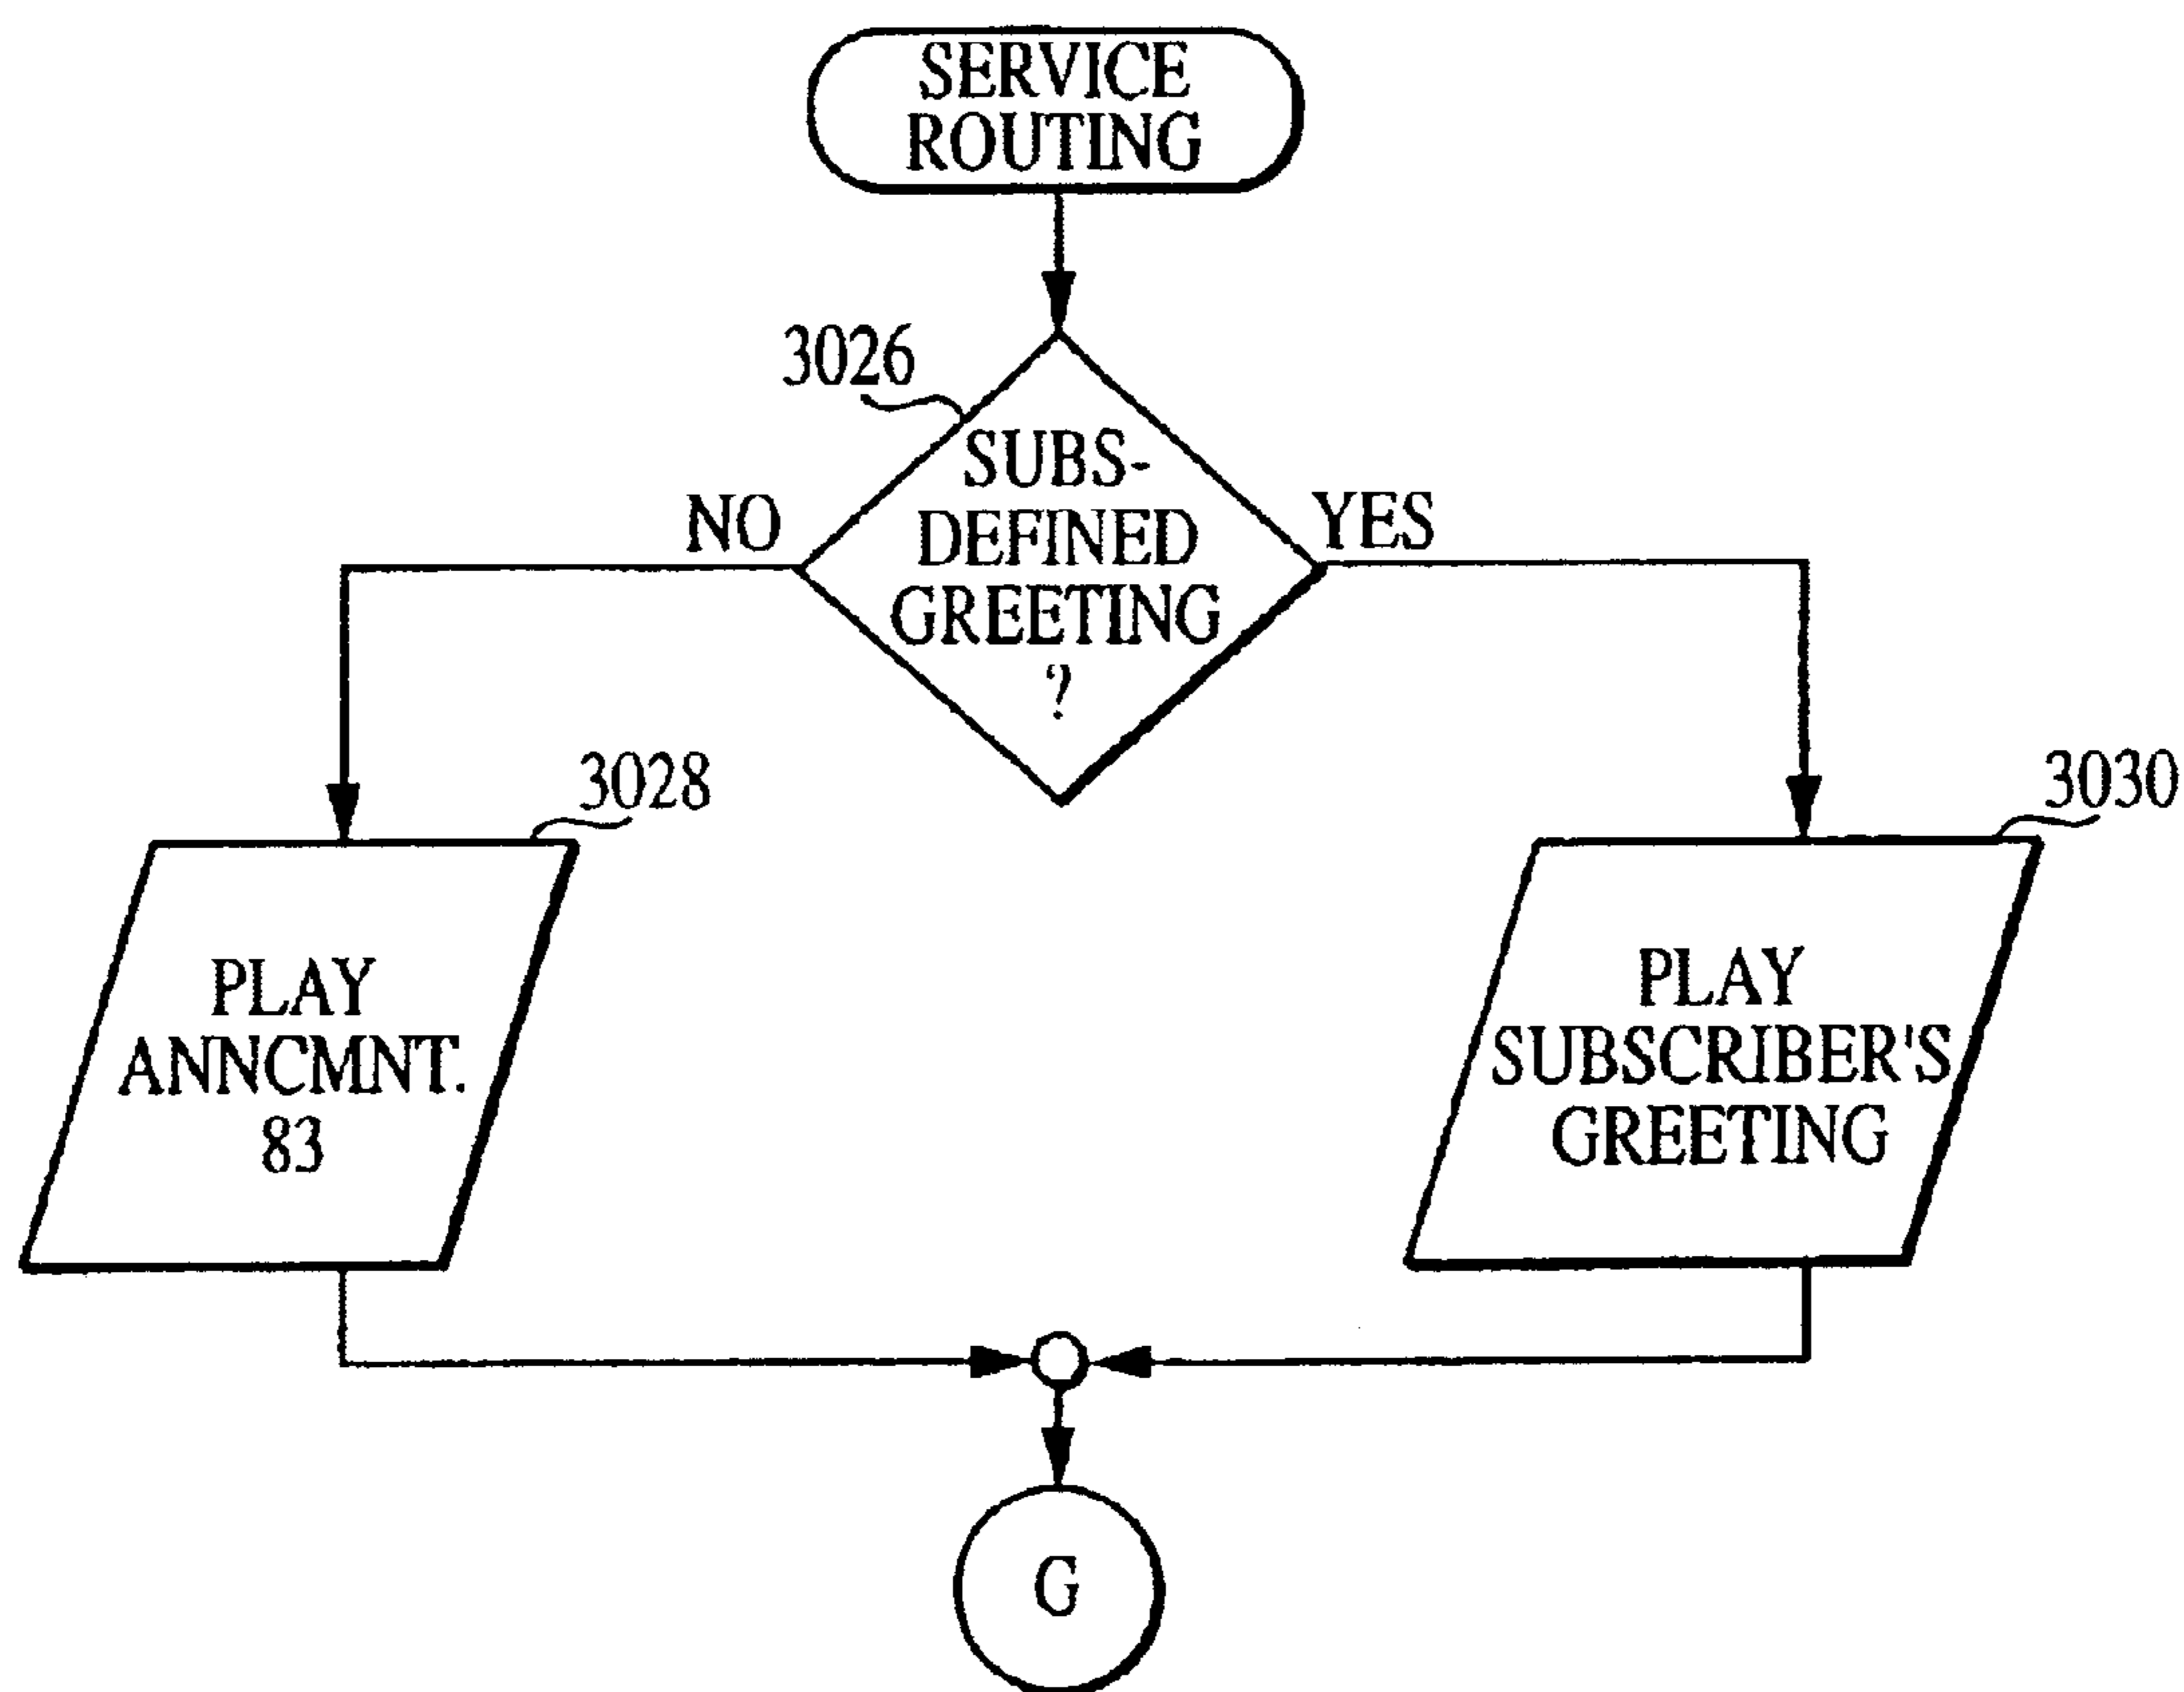 SERVICE
ROUTING
3026
SUBS-
DEFINED
GREETING
?
NO
YES
3028
PLAY
ANNCMNT.
83
3030
PLAY
SUBSCRIBER'S
GREETING
G